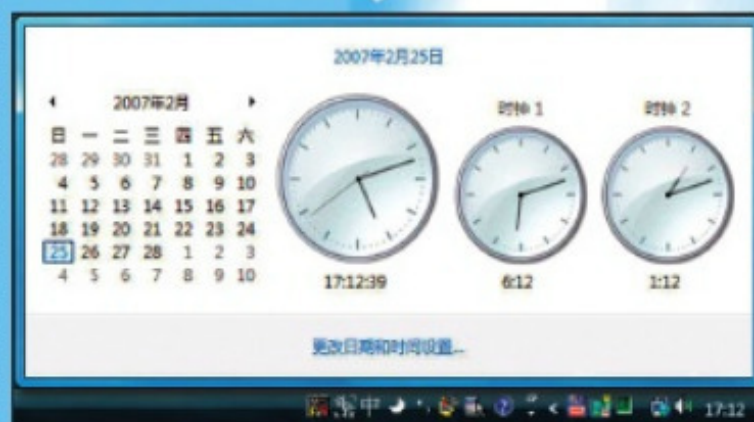 2007年2月25日
2007年2月
日 一 二 三 四 五 六
28 29 30 31 1 2 3
4 5 6 7 8 9 10
11 12 13 14 15 16 17
18 19 20 21 22 23 24
25 26 27 28 1 2 3
4 5 6 7 8 9 10
17:12:39
时钟 1
6:12
时钟 2
1:12
更改日期和时间设置...
中
17:12